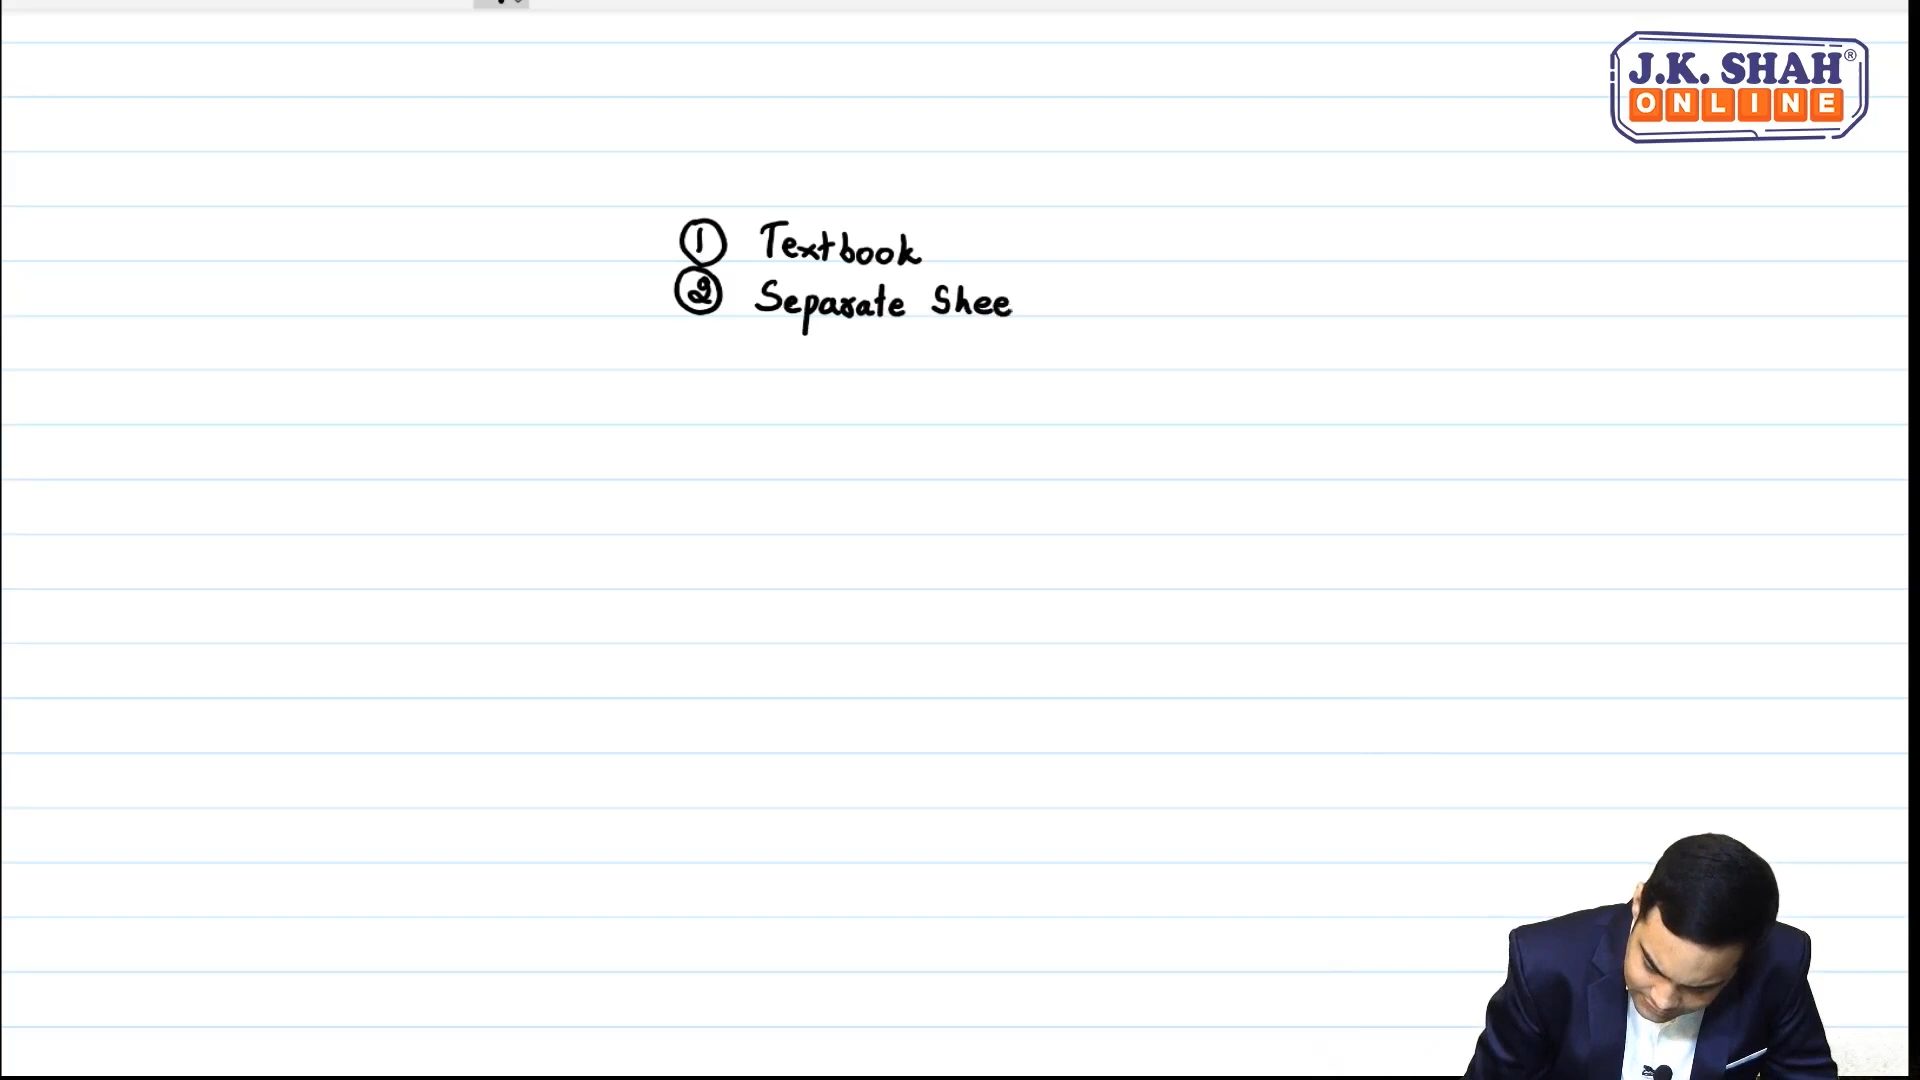 J.K. SHAH®
ONLINE
① Textbook
② Separate Shee